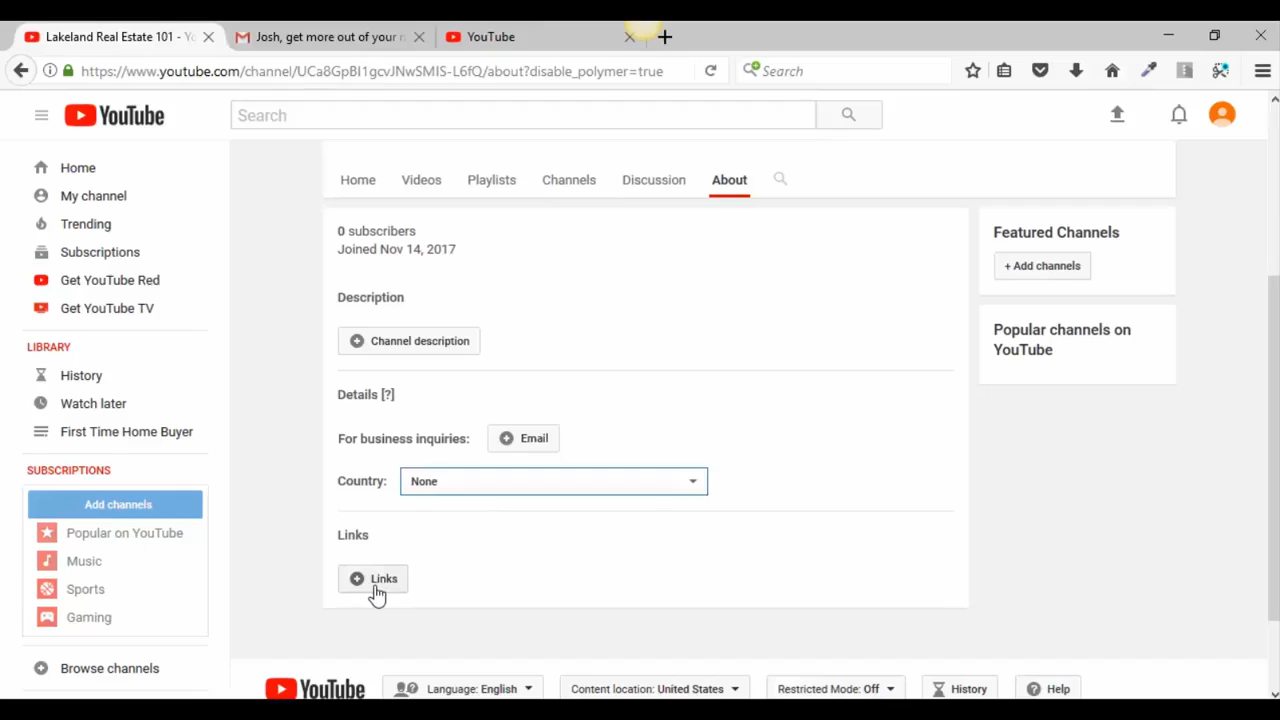 Lakeland Real Estate 101 - Yo
Josh, get more out of your n
YouTube
https://www.youtube.com/channel/UCa8GpBI1gcvJNwSMIS-L6fQ/about?disable_polymer=true
Search
YouTube
Search
Home
My channel
Trending
Subscriptions
Get YouTube Red
Get YouTube TV
LIBRARY
History
Watch later
First Time Home Buyer
SUBSCRIPTIONS
Add channels
Popular on YouTube
Music
Sports
Gaming
Browse channels
Home Videos Playlists Channels Discussion About
0 subscribers
Joined Nov 14, 2017
Description
Channel description
Details [?]
For business inquiries: Email
Country: None
Links
Links
Featured Channels
+ Add channels
Popular channels on
YouTube
YouTube Language: English Content location: United States Restricted Mode: Off History Help